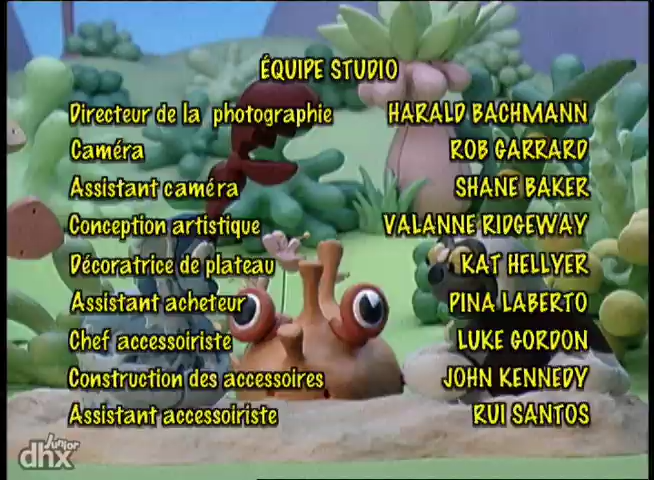 ÉQUIPE STUDIO
Directeur de la photographie HARALD BACHMANN
Caméra ROB GARRARD
Assistant caméra SHANE BAKER
Conception artistique VALANNE RIDGEWAY
Décoratrice de plateau KAT HELLYER
Assistant acheteur PINA LABERTO
Chef accessoiriste LUKE GORDON
Construction des accessoires JOHN KENNEDY
Assistant accessoiriste RUI SANTOS
dhx Junior